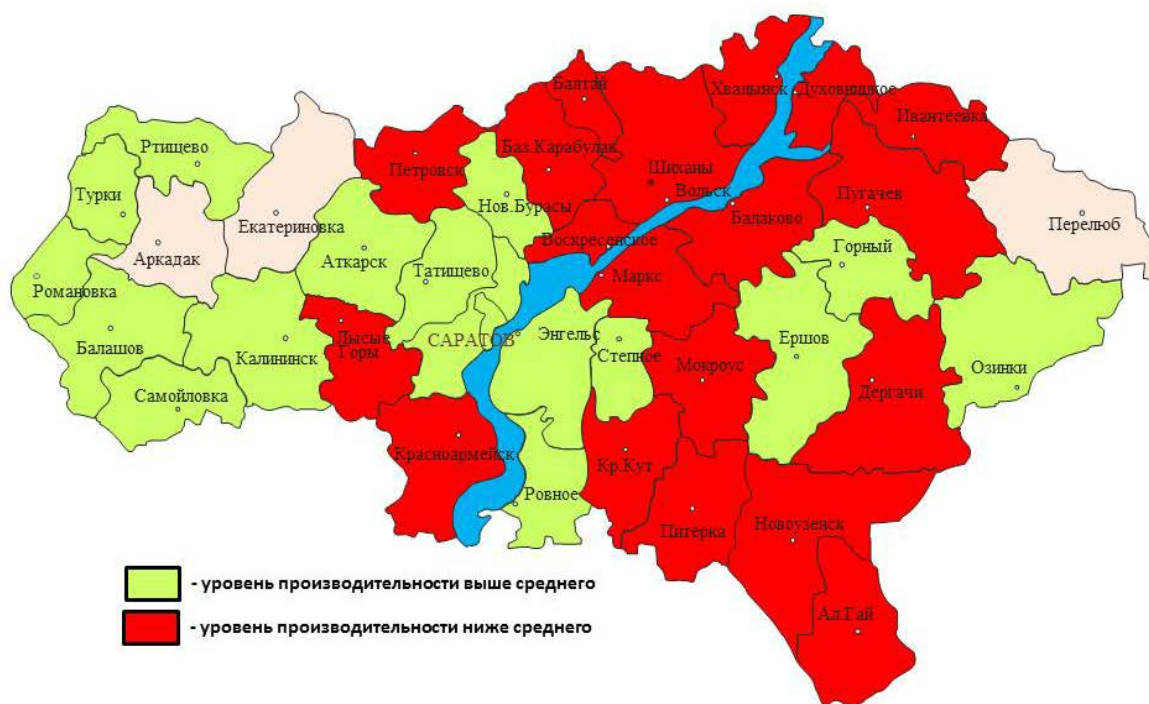 Хвалынск
Духовницкое
Балтай
Ивантеевка
Ртищево
Баз.Карабулак
Петровск
Шиханы
Турки
Нов.Бурасы
Вольск
Балаково
Пугачев
Екатериновка
Перелюб
Аркадак
Аткарск
Воскресенское
Горный
Татищево
Маркс
Романовка
Балашов
Калининск
Лысые
Горы
САРАТОВ
Энгельс
Степное
Ершов
Мокроус
Озинки
Дергачи
Самойловка
Красноармейск
Кр.Кут
Ровное
Питерка
Новоузенск
Ал.Гай
- уровень производительности выше среднего
- уровень производительности ниже среднего